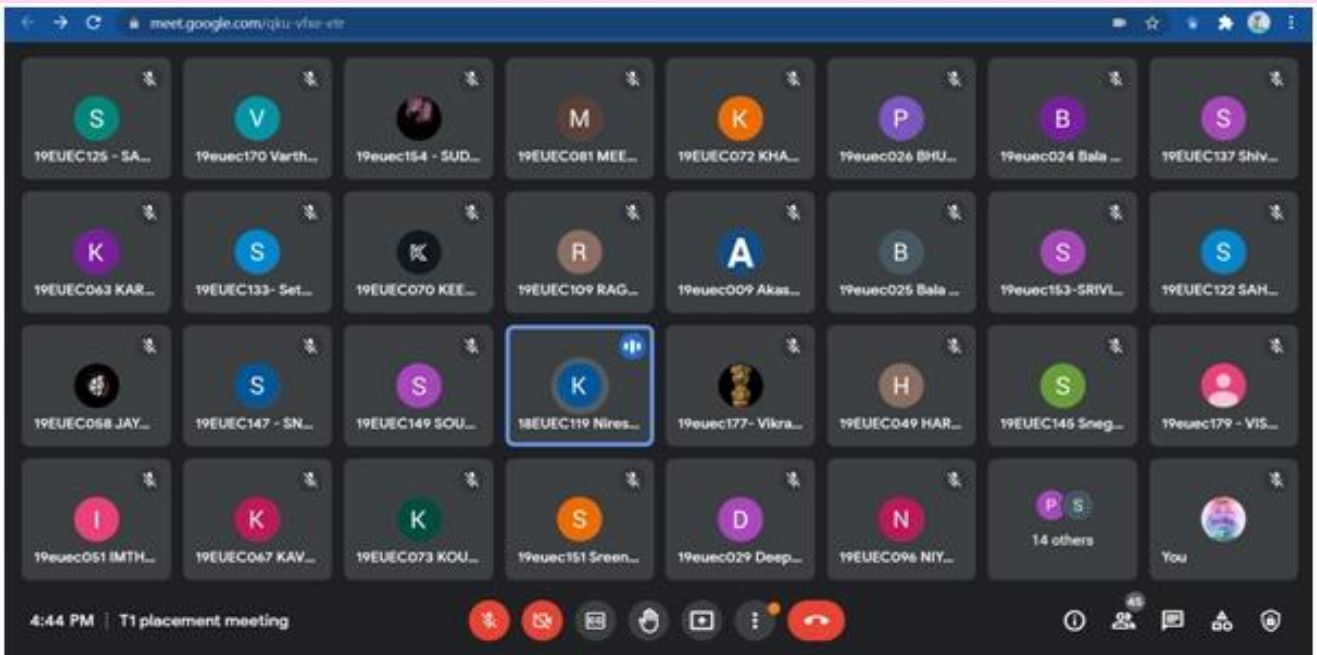 meet.google.com/qku-vfxe-etr
S V M K P B S
19EUEC125 - SA... 19euec170 Varth... 19euec154 - SUD... 19EUEC081 MEE... 19EUEC072 KHA... 19euec026 BHU... 19euec024 Bala ... 19EUEC137 Shiv...
K S K R A B S S
19EUEC063 KAR... 19EUEC133- Set... 19EUEC070 KEE... 19EUEC109 RAG... 19euec009 Akas... 19euec025 Bala ... 19euec153-SRIVI... 19EUEC122 SAH...
S S K H S
19EUEC058 JAY... 19EUEC147 - SN... 19EUEC149 SOU... 18EUEC119 Nires... 19euec177- Vikra... 19EUEC049 HAR... 19EUEC145 Sneg... 19euec179 - VIS...
I K K S D N P S
19euec051 IMTH... 19EUEC067 KAV... 19EUEC073 KOU... 19euec151 Sreen... 19euec029 Deep... 19EUEC096 NIY... 14 others You
4:44 PM | T1 placement meeting 45